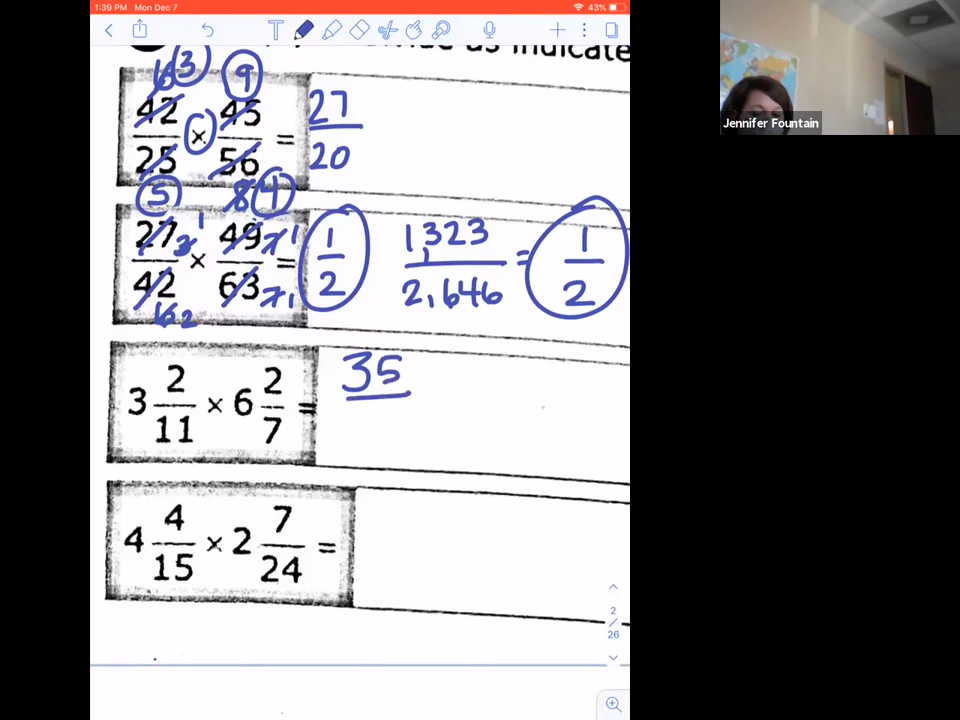 1:39 PM Mon Dec 7
43%
T
as indicate
6 3 9
42/25 × 45/56 = 27/20
5 8 4
27/42 × 49/63 = 1/2 1323/2,646 = 1/2
3 1 7 1
6 2 7 1
3 2/11 × 6 2/7 = 35
4 4/15 × 2 7/24 =
2
/
26
Jennifer Fountain